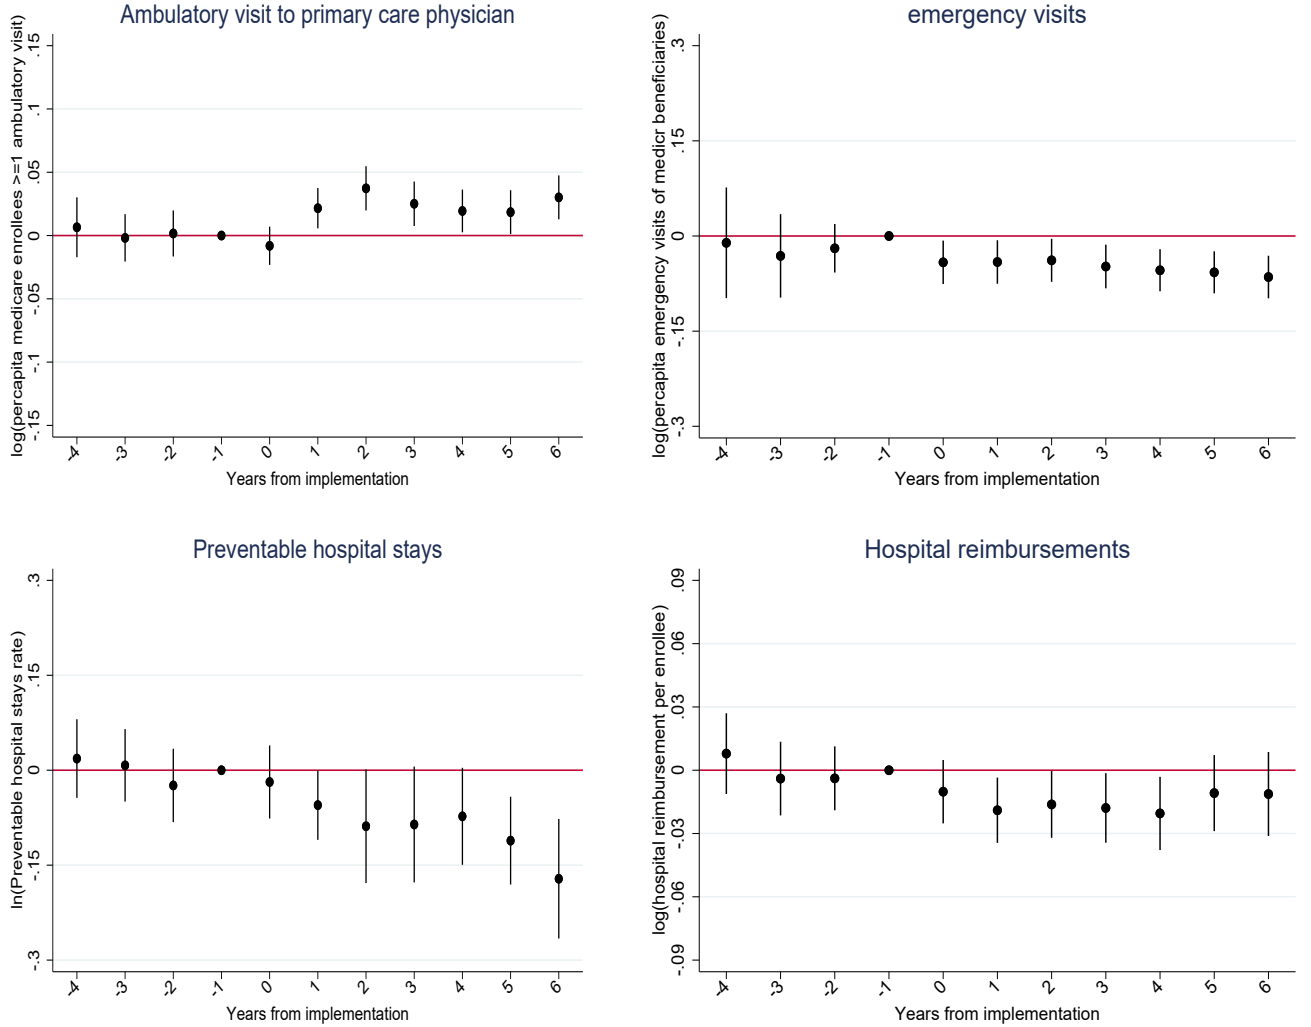 Ambulatory visit to primary care physician
log(percapita medicare enrollees >=1 ambulatory visit)
.15
.1
.05
0
-.05
-.1
-.15
-4 -3 -2 -1 0 1 2 3 4 5 6
Years from implementation
emergency visits
log(percapita emergency visits of medicr beneficiaries)
.3
.15
0
-.15
-.3
-4 -3 -2 -1 0 1 2 3 4 5 6
Years from implementation
Preventable hospital stays
ln(Preventable hospital stays rate)
.3
.15
0
-.15
-.3
-4 -3 -2 -1 0 1 2 3 4 5 6
Years from implementation
Hospital reimbursements
log(hospital reimbursement per enrollee)
.09
.06
.03
0
-.03
-.06
-.09
-4 -3 -2 -1 0 1 2 3 4 5 6
Years from implementation